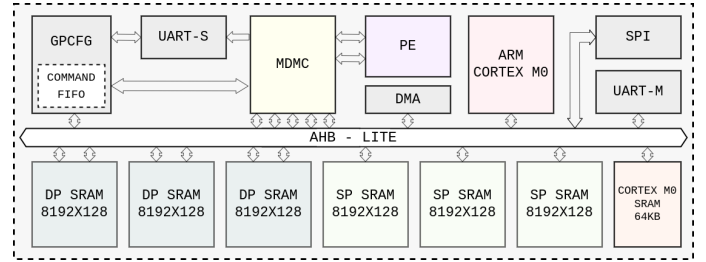 GPCFG
COMMAND
FIFO
UART-S
MDMC
PE
DMA
ARM
CORTEX M0
SPI
UART-M
AHB - LITE
DP SRAM
8192X128
DP SRAM
8192X128
DP SRAM
8192X128
SP SRAM
8192X128
SP SRAM
8192X128
SP SRAM
8192X128
CORTEX M0
SRAM
64KB